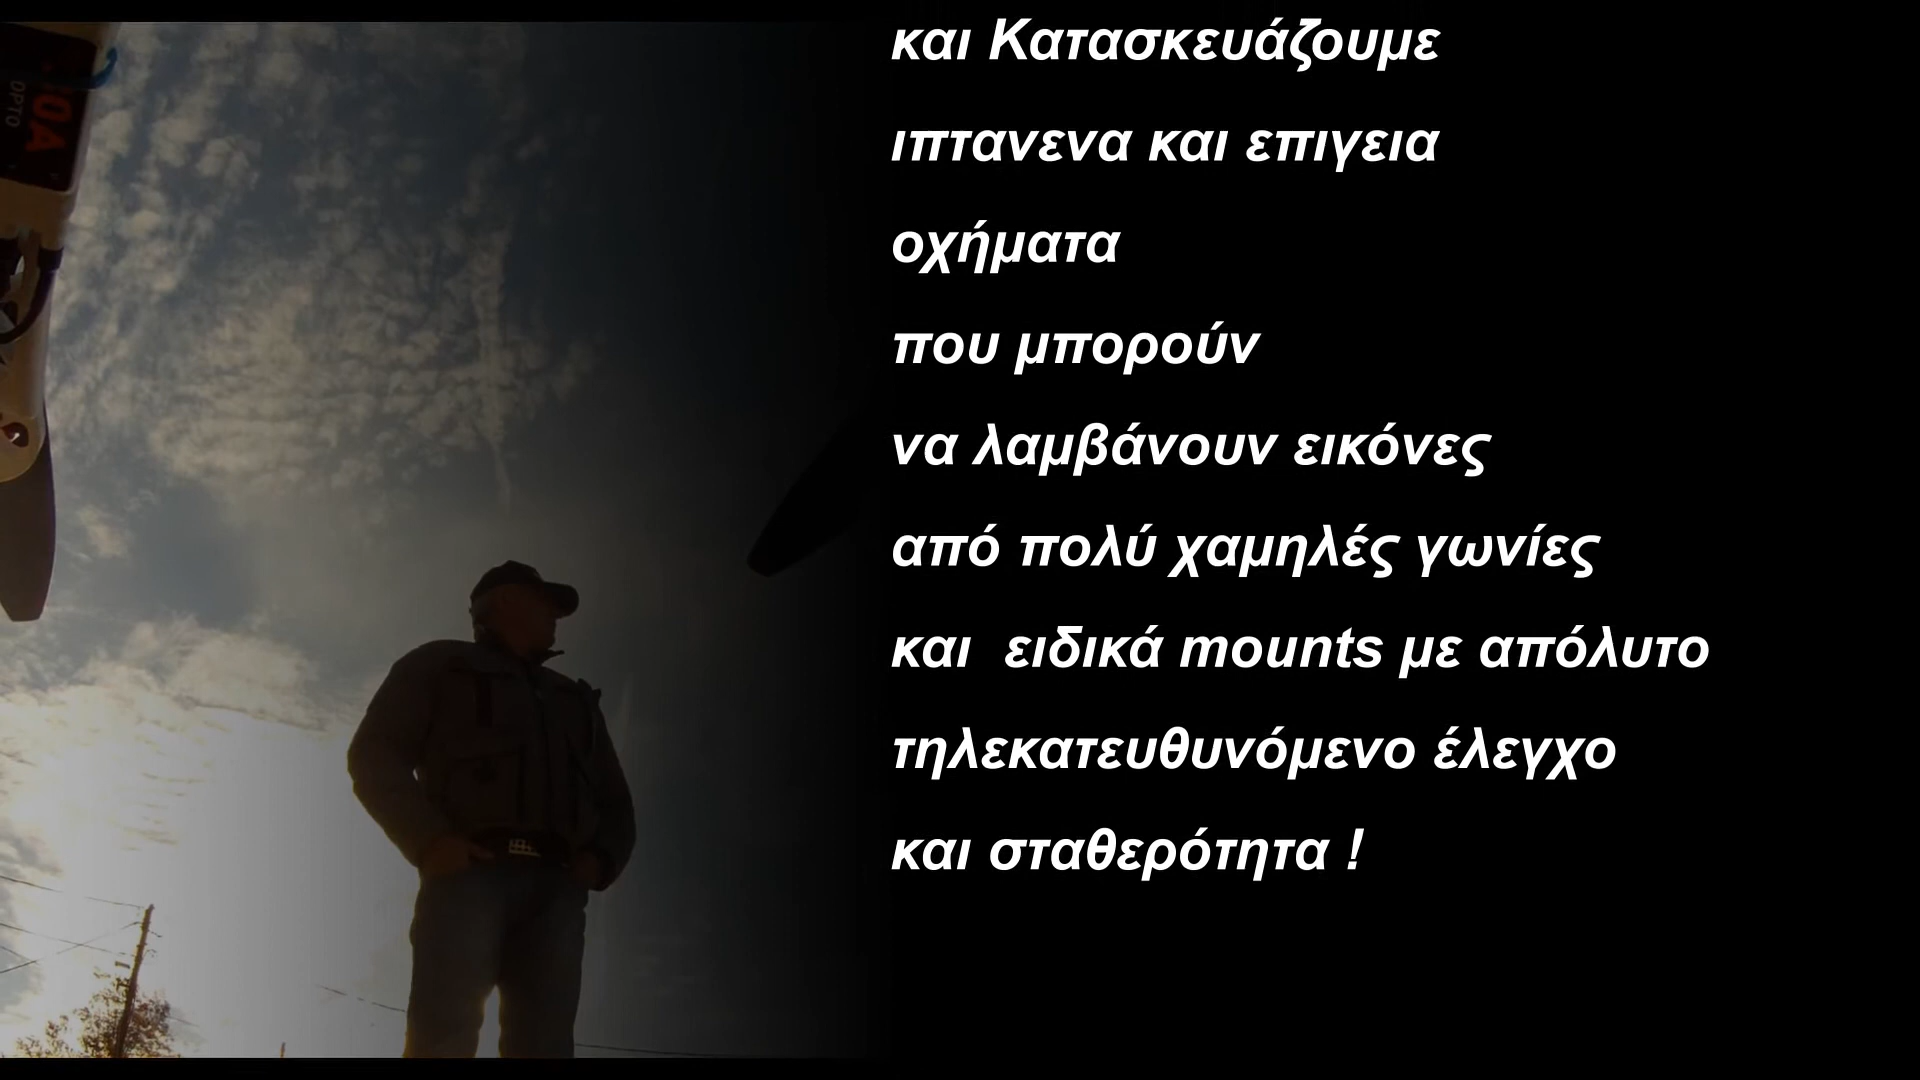 και Κατασκευάζουμε
ιπτανενα και επιγεια
οχήματα
που μπορούν
να λαμβάνουν εικόνες
από πολύ χαμηλές γωνίες
και  ειδικά mounts με απόλυτο
τηλεκατευθυνόμενο έλεγχο
και σταθερότητα !
OPTO